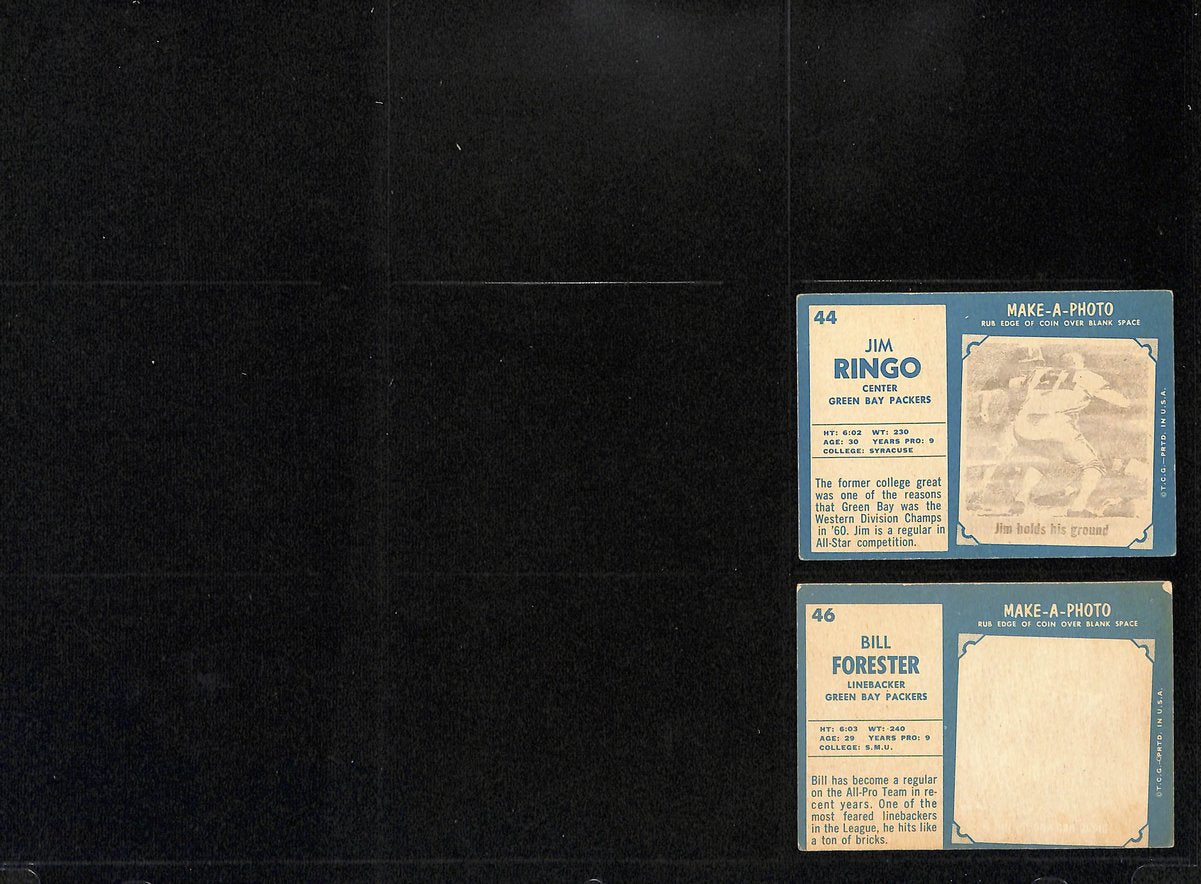 44
JIM
RINGO
CENTER
GREEN BAY PACKERS
HT: 6:02 WT: 230
AGE: 30 YEARS PRO: 9
COLLEGE: SYRACUSE
The former college great
was one of the reasons
that Green Bay was the
Western Division Champs
in '60. Jim is a regular in
All-Star competition.
MAKE-A-PHOTO
RUB EDGE OF COIN OVER BLANK SPACE
Jim holds his ground
©T.C.G.—PRTD. IN U.S.A.
46
BILL
FORESTER
LINEBACKER
GREEN BAY PACKERS
HT: 6:03 WT: 240
AGE: 29 YEARS PRO: 9
COLLEGE: S.M.U.
Bill has become a regular
on the All-Pro Team in re-
cent years. One of the
most feared linebackers
in the League, he hits like
a ton of bricks.
MAKE-A-PHOTO
RUB EDGE OF COIN OVER BLANK SPACE
©T.C.G.—PRTD. IN U.S.A.